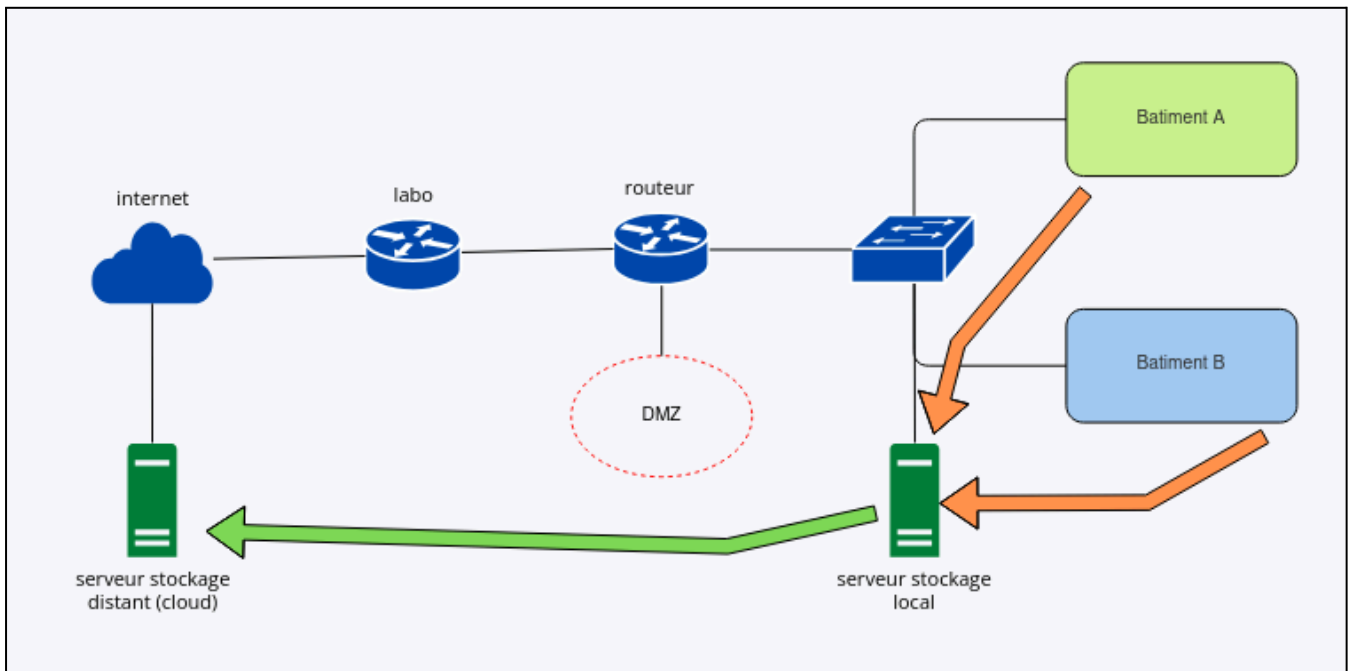 Batiment A
internet
labo
routeur
Batiment B
DMZ
serveur stockage
distant (cloud)
serveur stockage
local